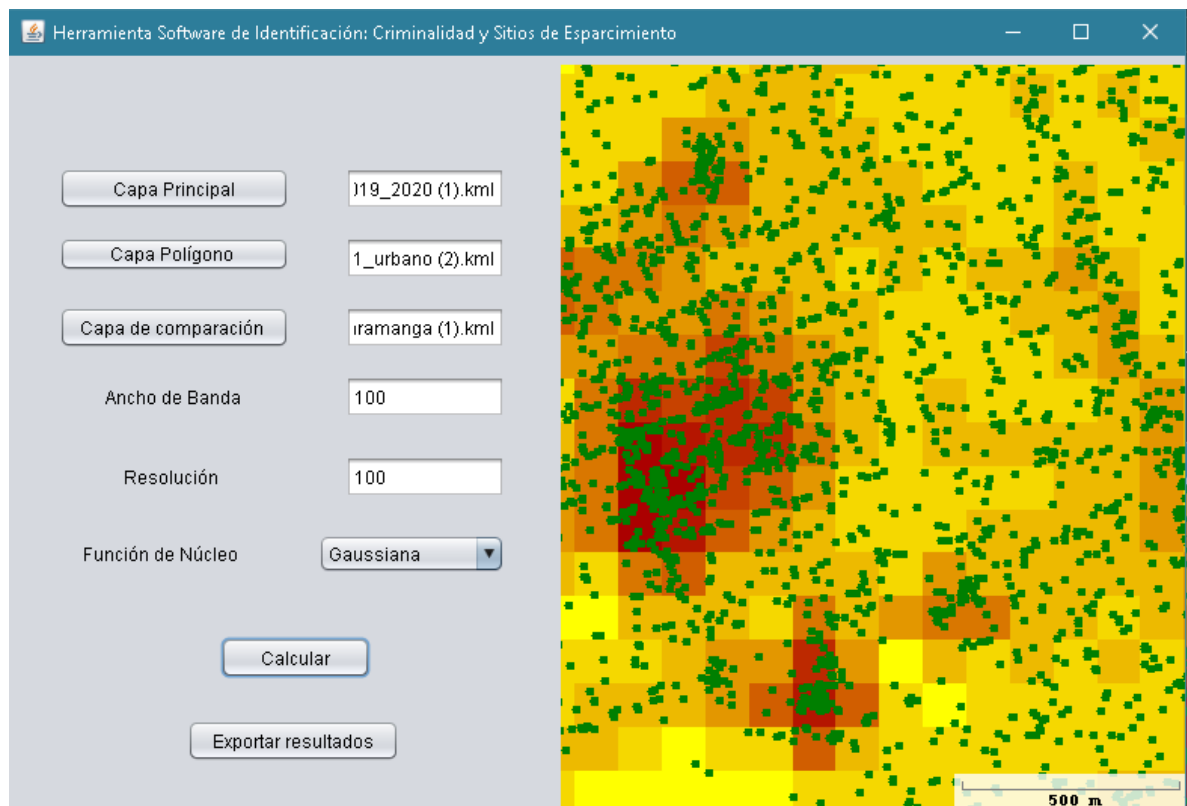 Herramienta Software de Identificación: Criminalidad y Sitios de Esparcimiento
Capa Principal
)19_2020 (1).kml
Capa Polígono
1_urbano (2).kml
Capa de comparación
ıramanga (1).kml
Ancho de Banda
100
Resolución
100
Función de Núcleo
Gaussiana
Calcular
Exportar resultados
500 m